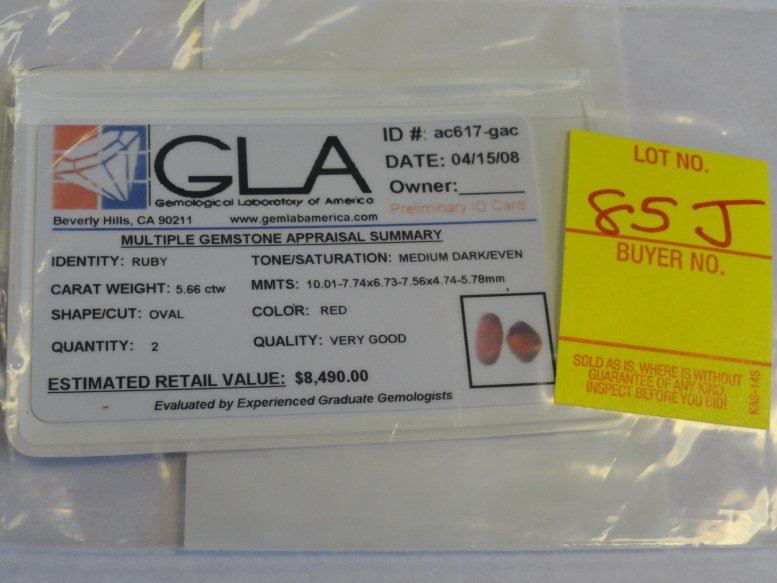 GLA
Gemological Laboratory of America
Beverly Hills, CA 90211 www.gemlabamerica.com
ID #: ac617-gac
DATE: 04/15/08
Owner:______
Preliminary ID Card
MULTIPLE GEMSTONE APPRAISAL SUMMARY
IDENTITY: RUBY TONE/SATURATION: MEDIUM DARK/EVEN
CARAT WEIGHT: 5.66 ctw MMTS: 10.01-7.74x6.73-7.56x4.74-5.78mm
SHAPE/CUT: OVAL COLOR: RED
QUANTITY: 2 QUALITY: VERY GOOD
ESTIMATED RETAIL VALUE: $8,490.00
Evaluated by Experienced Graduate Gemologists
LOT NO.
85J
BUYER NO.
SOLD AS IS, WHERE IS WITHOUT
GUARANTEE OF ANY KIND.
INSPECT BEFORE YOU BID!
KAS-14S